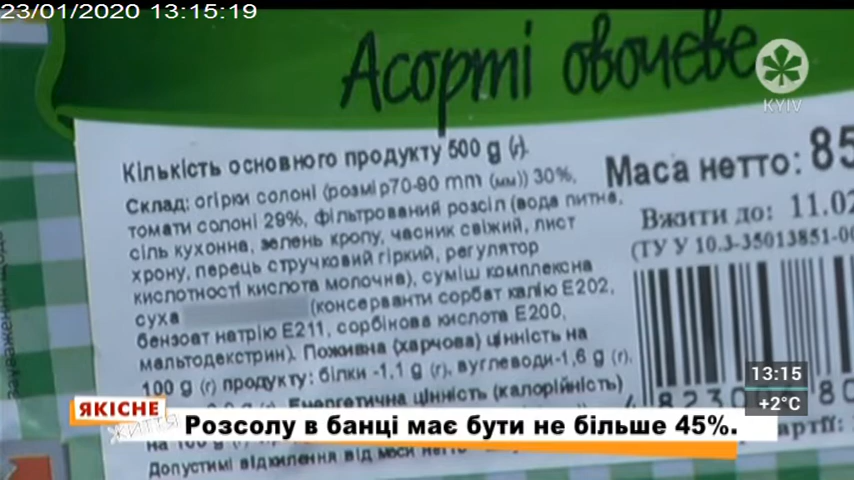 23/01/2020 13:15:19
Асорті овочеве
KYIV
Кількість основного продукту 500 g (г).
Склад: огірки солоні (розмір70-90 mm (мм)) 30%,
томати солоні 29%, фільтрований розсіл (вода питна,
сіль кухонна, зелень кропу, часник свіжий, лист
хрону, перець стручковий гіркий, регулятор
кислотності кислота молочна), суміш комплексна
суха (консерванти сорбат калію Е202,
бензоат натрію Е211, сорбінова кислота Е200,
мальтодекстрин). Поживна (харчова) цінність на
100 g (г) продукту: білки -1,1 g (г), вуглеводи-1,6 g (г),
Енергетична цінність (калорійність)
Допустимі відхилення від
Маса нетто: 85
Вжити до: 11.02
(ТУ У 10.3-35013851-00
4 8230 80
13:15
+2°C
ЯКІСНЕ
ЖИТТЯ
Розсолу в банці має бути не більше 45%.